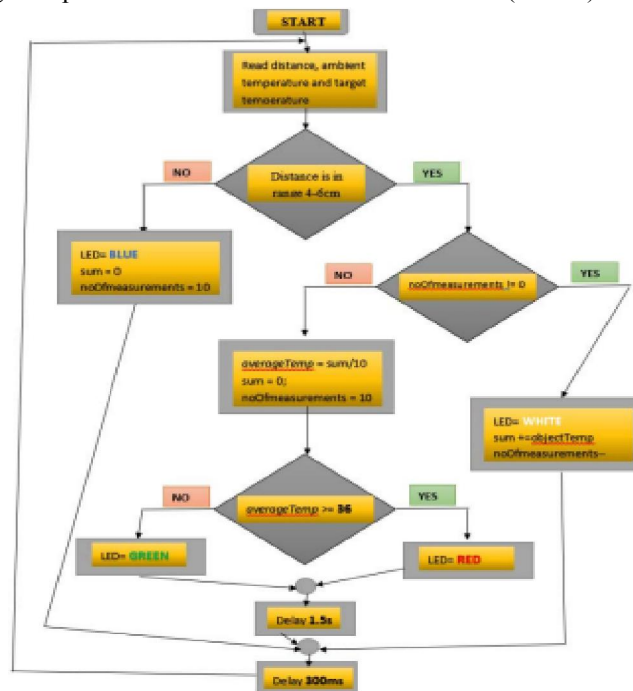 START
Read distance, ambient
temperature and target
temoerature
Distance is in
range 4-6cm
NO
YES
LED= BLUE
sum = 0
noOfmeasurements = 10
noOfmeasurements != 0
NO
YES
averageTemp = sum/10
sum = 0;
noOfmeasurements = 10
LED= WHITE
sum +=objectTemp
noOfmeasurements--
averageTemp >= 36
NO
YES
LED= GREEN
LED= RED
Delay 1.5s
Delay 300ms